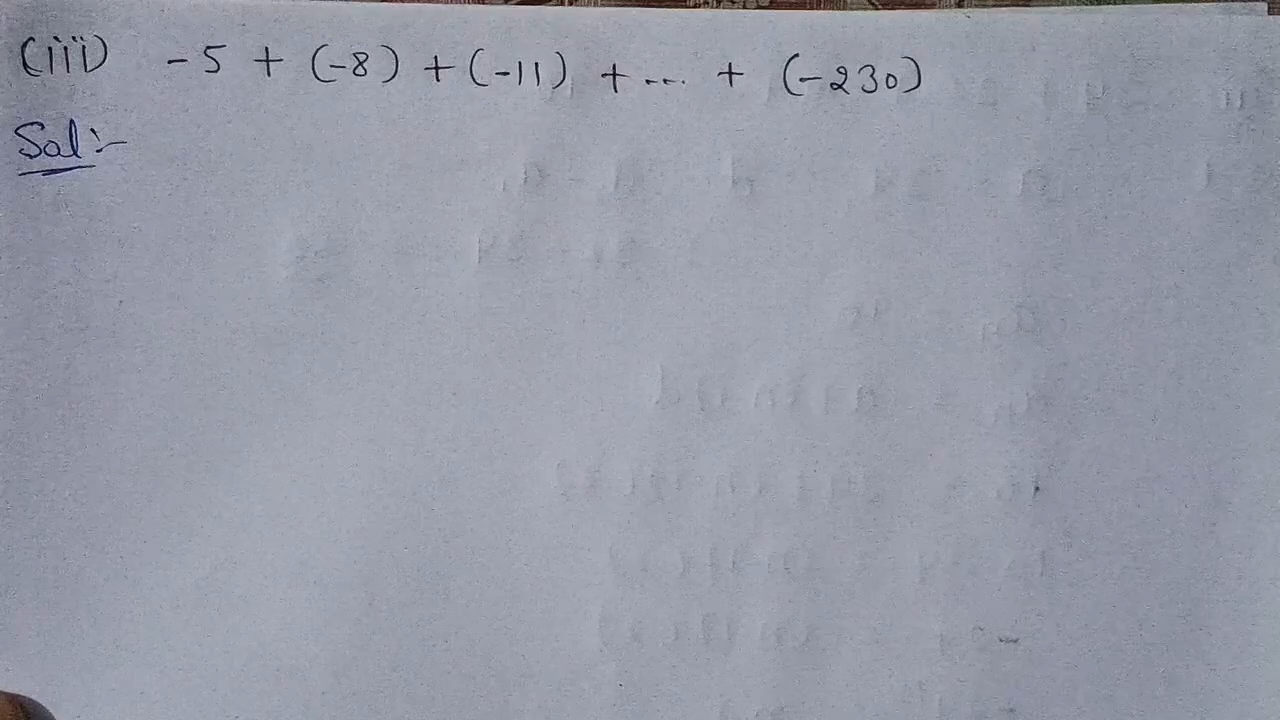 (iii) -5 + (-8) + (-11) + .... + (-230)
Sol:-